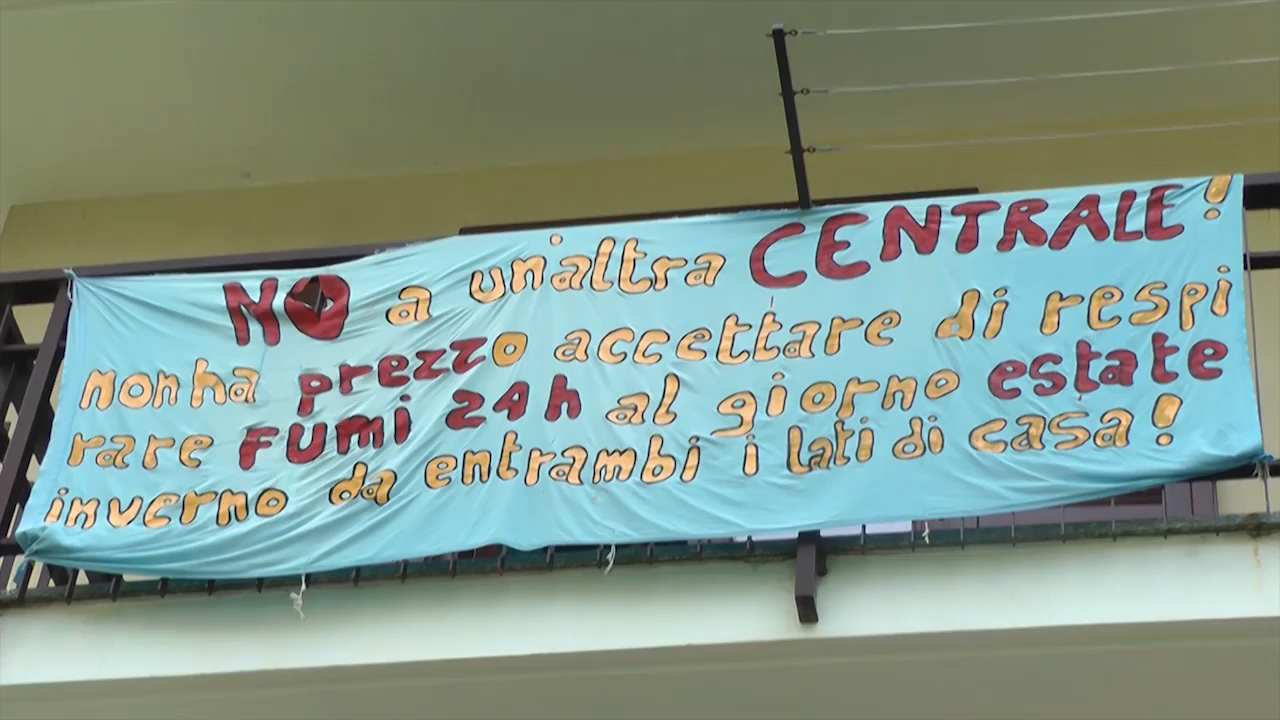 NO a un'altra CENTRALE!
non ha prezzo accettare di respi
rare FUMI 24h al giorno estate
inverno da entrambi i lati di casa!